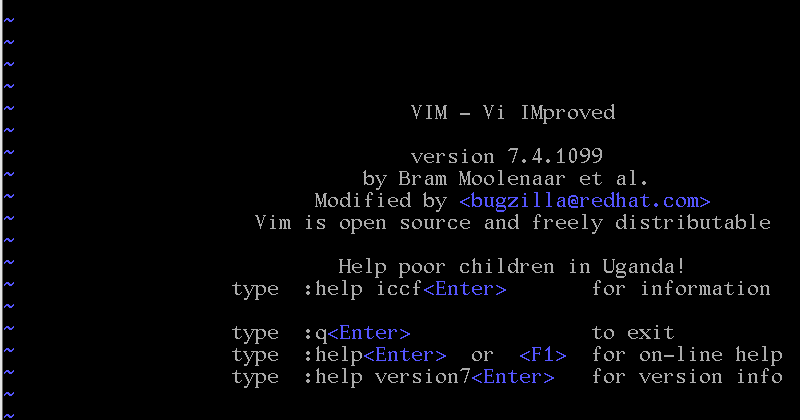 ~
~
~
~
~ VIM - Vi IMproved
~
~ version 7.4.1099
~ by Bram Moolenaar et al.
~ Modified by <bugzilla@redhat.com>
~ Vim is open source and freely distributable
~
~ Help poor children in Uganda!
~ type :help iccf<Enter> for information
~
~ type :q<Enter> to exit
~ type :help<Enter> or <F1> for on-line help
~ type :help version7<Enter> for version info
~
~